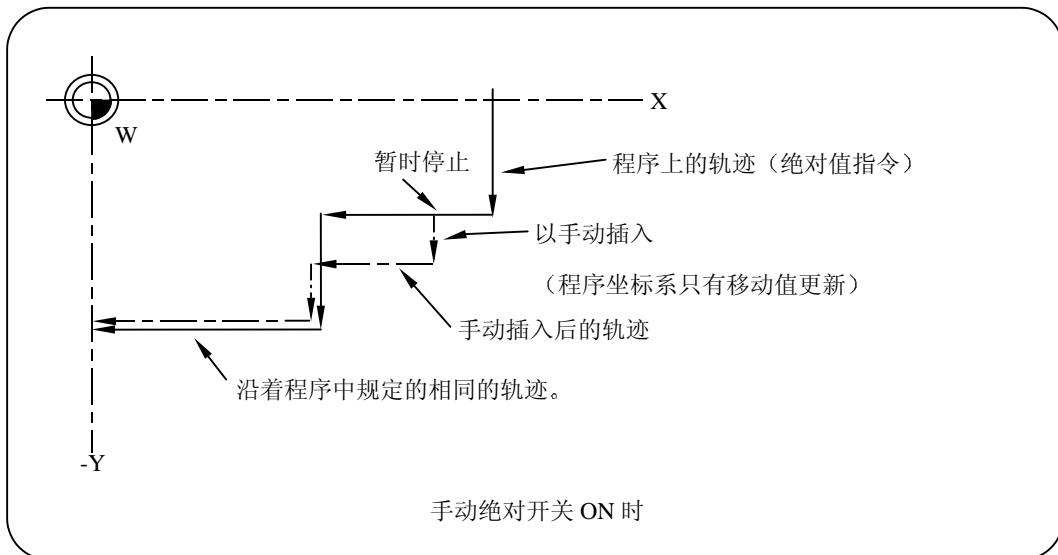 X
W
暂时停止
程序上的轨迹（绝对值指令）
以手动插入
（程序坐标系只有移动值更新）
手动插入后的轨迹
沿着程序中规定的相同的轨迹。
-Y
手动绝对开关 ON 时